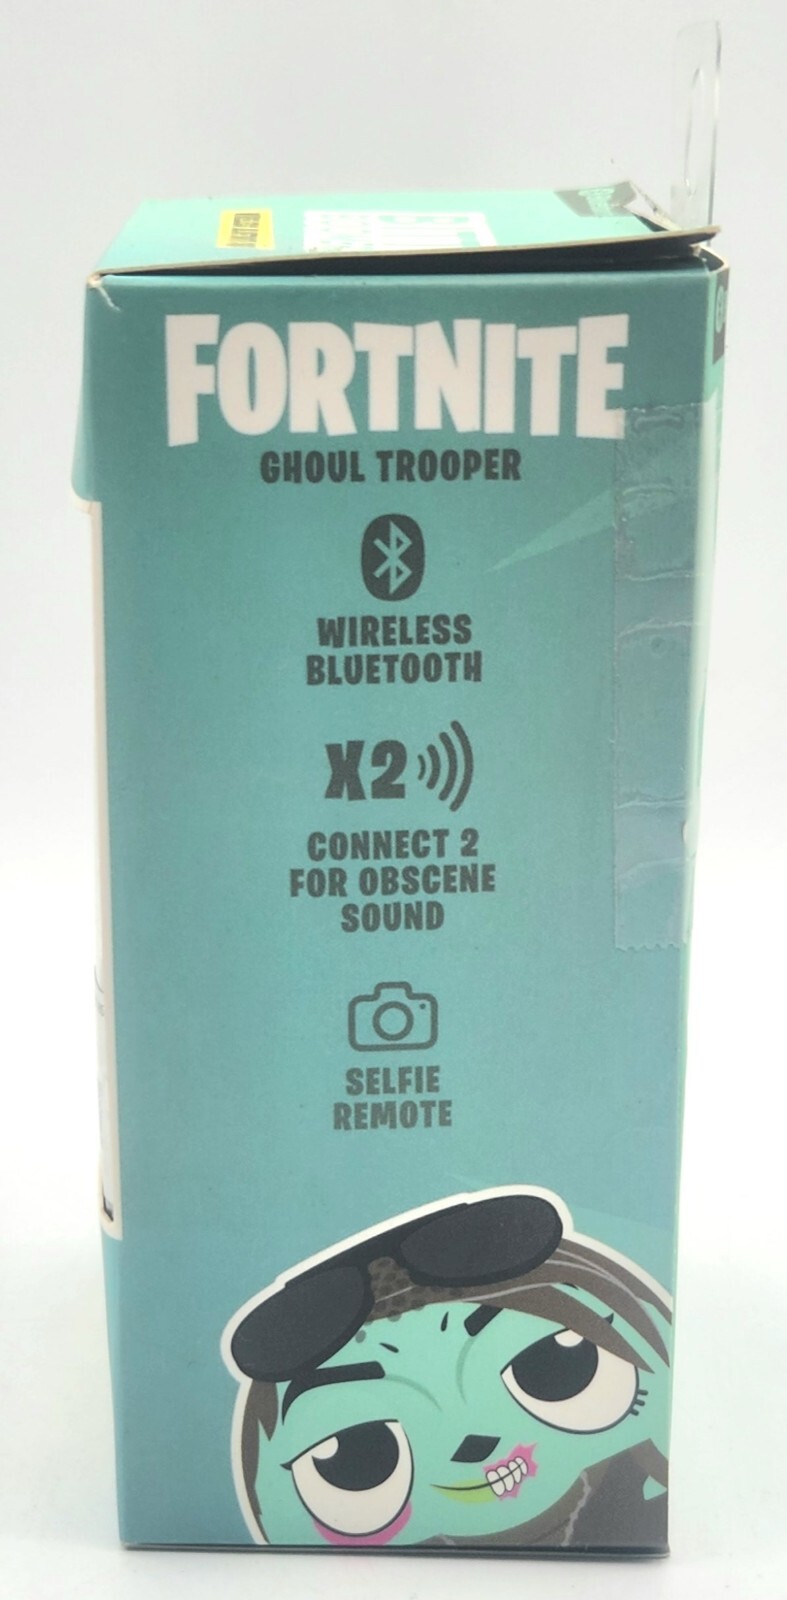 FORTNITE
GHOUL TROOPER
WIRELESS
BLUETOOTH
X2
CONNECT 2
FOR OBSCENE
SOUND
SELFIE
REMOTE